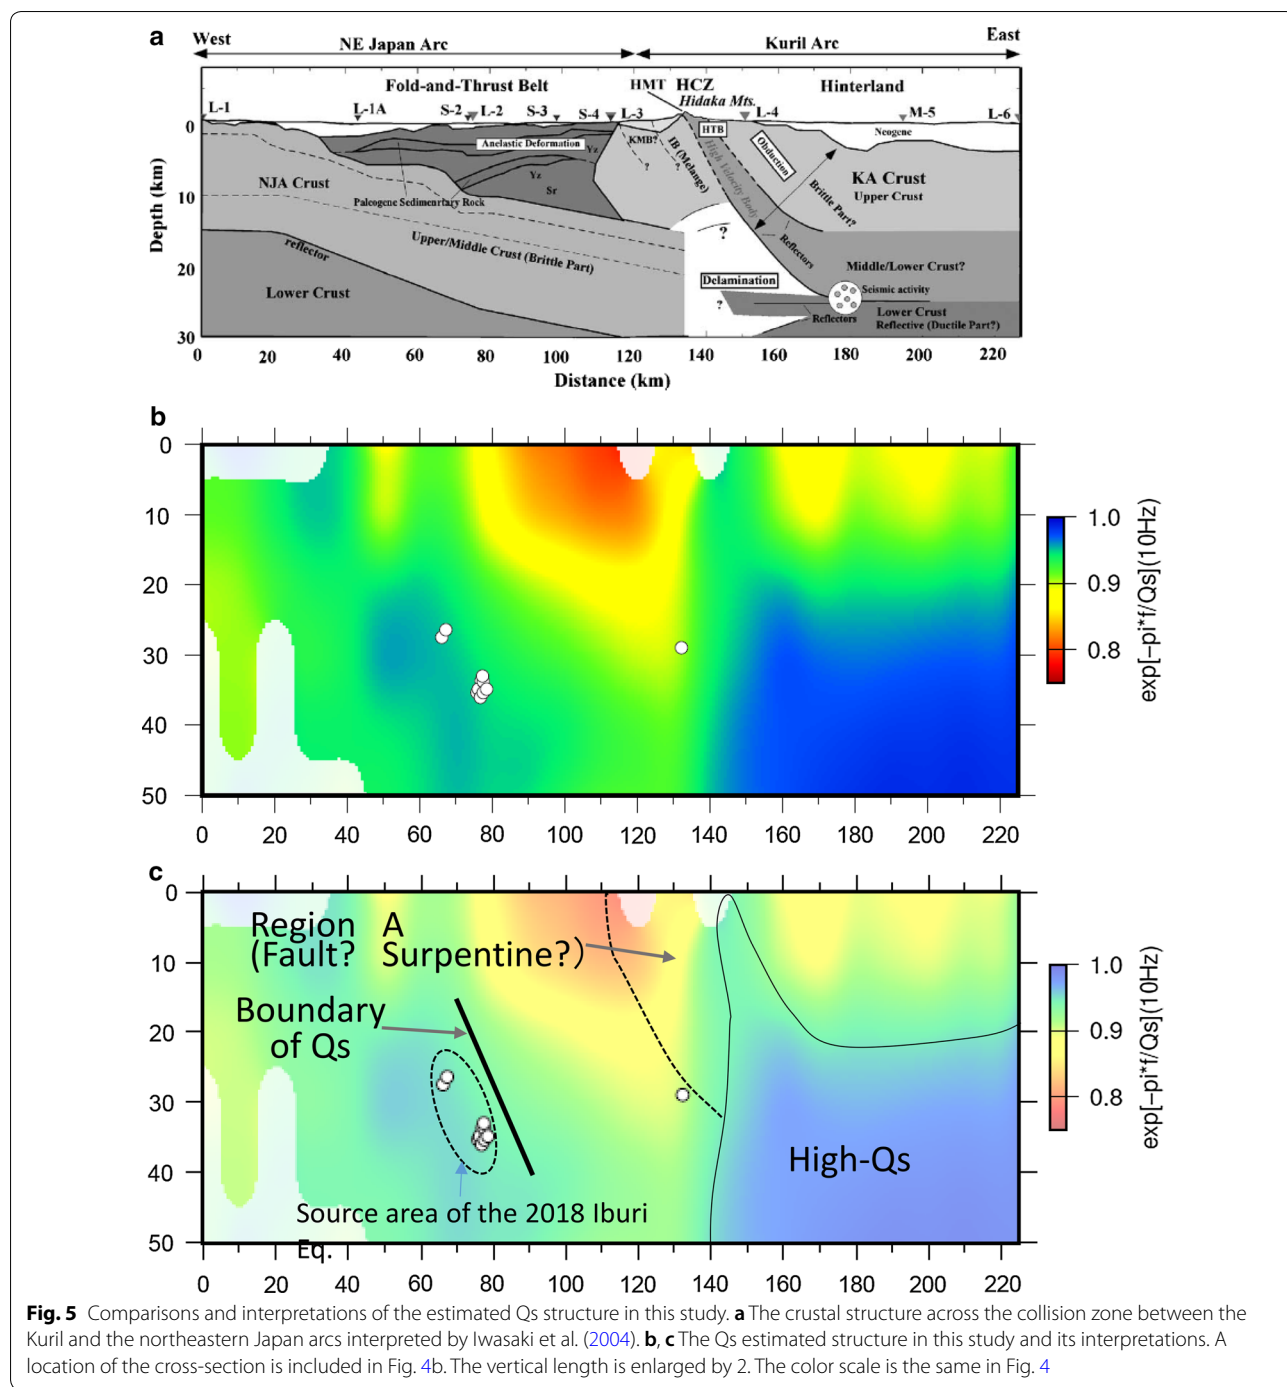 a
West
NE Japan Arc
Kuril Arc
East
Fold-and-Thrust Belt
HMT
HCZ
Hinterland
Hidaka Mts.
L-1
L-1A
S-2
L-2
S-3
S-4
L-3
L-4
M-5
L-6
HTB
Neogene
KMB?
Anelastic Deformation
Yz
Yz
Sr
?
?
IB (Melange)
High Velocity Body
Obduction
Brittle Part?
KA Crust
Upper Crust
NJA Crust
Paleogene Sedimenrtary Rock
Upper/Middle Crust (Brittle Part)
reflector
Lower Crust
?
Reflectors
Delamination
?
Middle/Lower Crust?
Seismic activity
Reflectors
Lower Crust
Reflective (Ductile Part?)
Depth (km)
0
10
20
30
0 20 40 60 80 100 120 140 160 180 200 220
Distance (km)
b
0
10
20
30
40
50
0 20 40 60 80 100 120 140 160 180 200 220
1.0
0.9
0.8
exp[−pi*f/Qs](10Hz)
c
0
10
20
30
40
50
Region A
(Fault? Surpentine?)
Boundary
of Qs
High-Qs
Source area of the 2018 Iburi
Eq.
0 20 40 60 80 100 120 140 160 180 200 220
1.0
0.9
0.8
exp[−pi*f/Qs](10Hz)
Fig. 5 Comparisons and interpretations of the estimated Qs structure in this study. a The crustal structure across the collision zone between the
Kuril and the northeastern Japan arcs interpreted by Iwasaki et al. (2004). b, c The Qs estimated structure in this study and its interpretations. A
location of the cross-section is included in Fig. 4b. The vertical length is enlarged by 2. The color scale is the same in Fig. 4